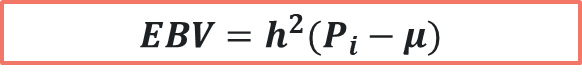 EBV = h²(Pᵢ − μ)